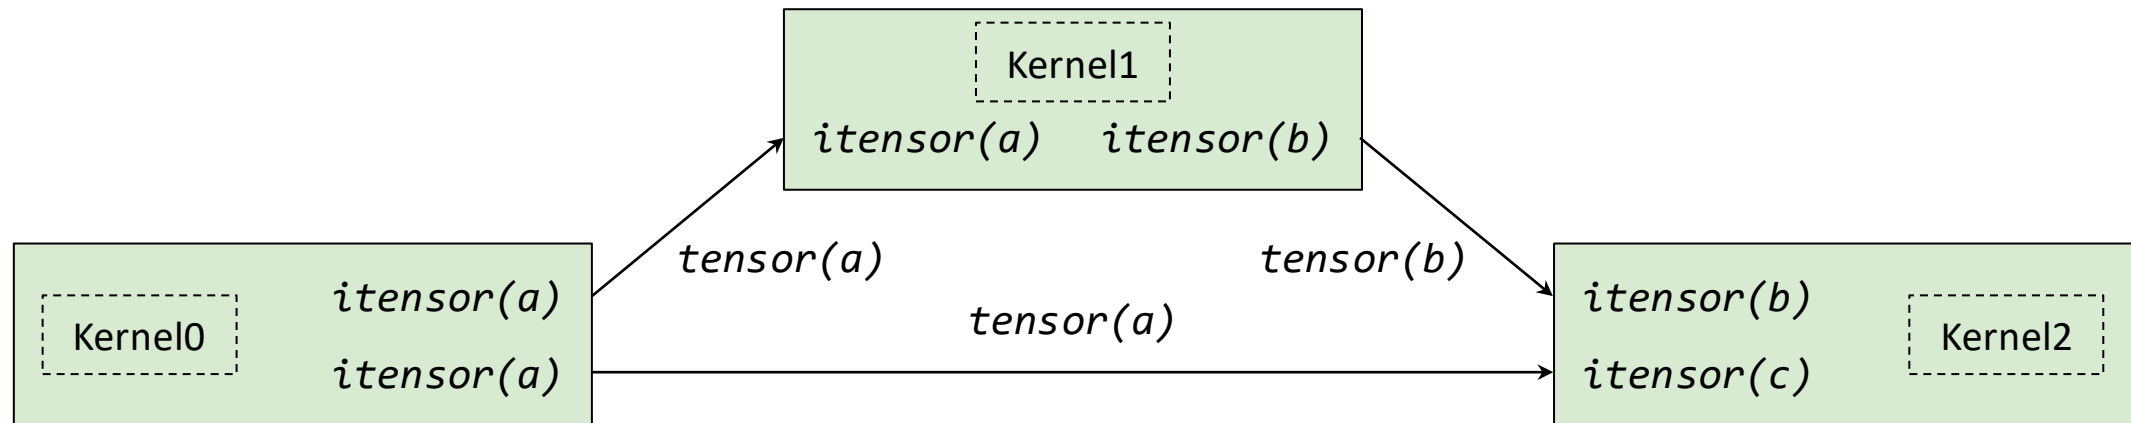 Kernel1
itensor(a) itensor(b)
tensor(a)
tensor(b)
tensor(a)
Kernel0
itensor(a)
itensor(a)
itensor(b)
itensor(c)
Kernel2